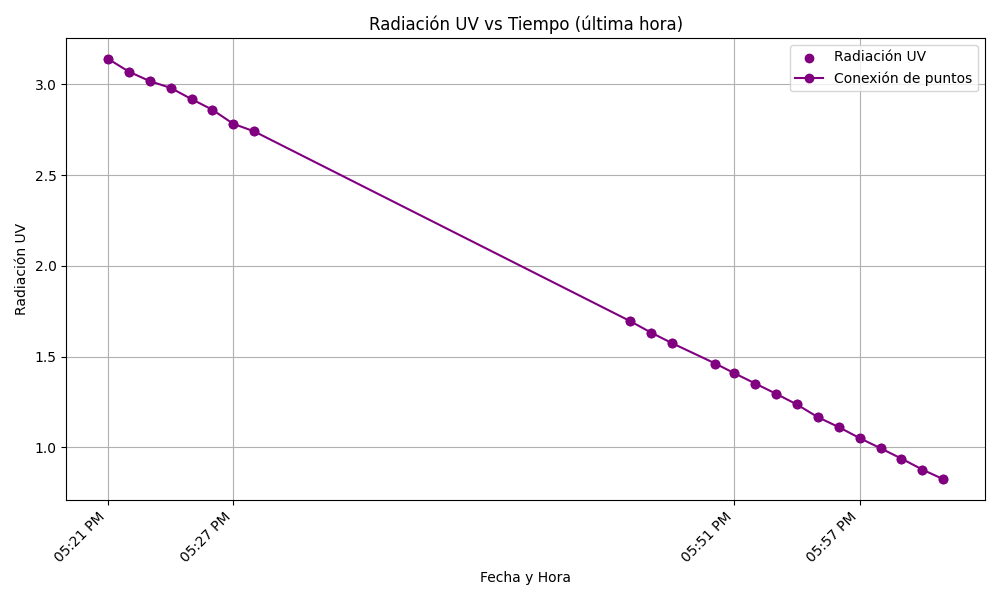 Radiación UV vs Tiempo (última hora)
Radiación UV
Conexión de puntos
3.0
2.5
2.0
1.5
1.0
Radiación UV
05:21 PM
05:27 PM
05:51 PM
05:57 PM
Fecha y Hora